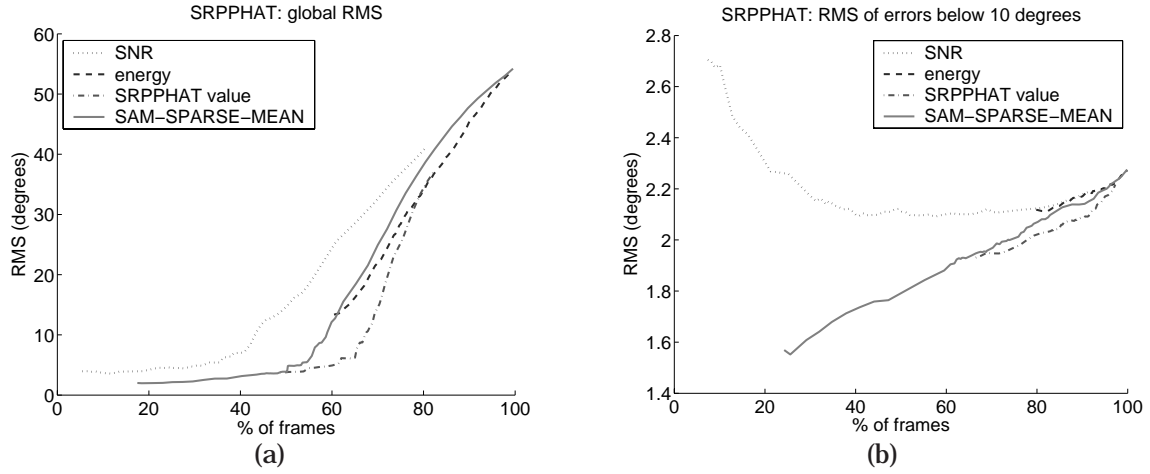 SRPPHAT: global RMS
60
50
40
30
20
10
0
RMS (degrees)
SNR
energy
SRPPHAT value
SAM-SPARSE-MEAN
0 20 40 60 80 100
% of frames
(a)
SRPPHAT: RMS of errors below 10 degrees
2.8
2.6
2.4
2.2
2
1.8
1.6
1.4
RMS (degrees)
SNR
energy
SRPPHAT value
SAM-SPARSE-MEAN
0 20 40 60 80 100
% of frames
(b)